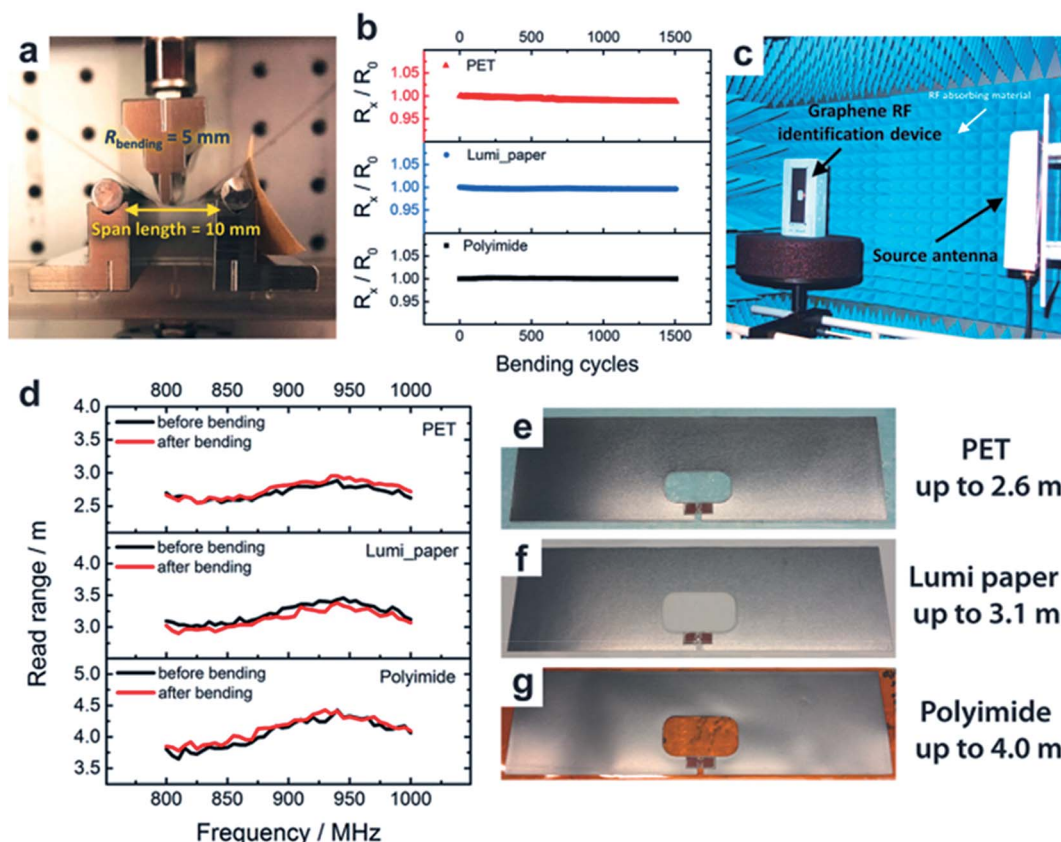 a
R_bending = 5 mm
Span length = 10 mm
b
0 500 1000 1500
R_x / R_0
1.05
1.00
0.95
PET
R_x / R_0
1.05
1.00
0.95
Lumi_paper
R_x / R_0
1.05
1.00
0.95
Polyimide
0 500 1000 1500
Bending cycles
c
RF absorbing material
Graphene RF
identification device
Source antenna
d
800 850 900 950 1000
Read range / m
4.0
3.5
3.0
2.5
before bending
after bending
PET
4.0
3.5
3.0
2.5
before bending
after bending
Lumi_paper
5.0
4.5
4.0
3.5
before bending
after bending
Polyimide
800 850 900 950 1000
Frequency / MHz
e
PET
up to 2.6 m
f
Lumi paper
up to 3.1 m
g
Polyimide
up to 4.0 m